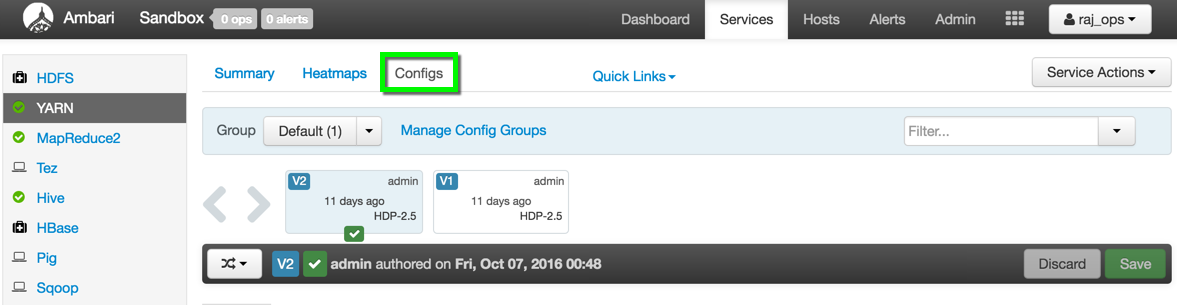 Ambari Sandbox 0 ops 0 alerts Dashboard Services Hosts Alerts Admin raj_ops
HDFS
YARN
MapReduce2
Tez
Hive
HBase
Pig
Sqoop
Summary Heatmaps Configs Quick Links Service Actions
Group Default (1) Manage Config Groups Filter...
V2 admin
11 days ago
HDP-2.5
V1 admin
11 days ago
HDP-2.5
V2 admin authored on Fri, Oct 07, 2016 00:48 Discard Save